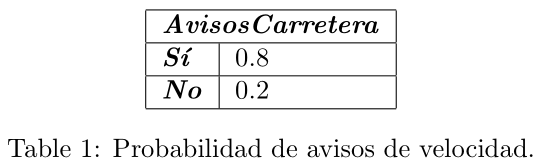 AvisosCarretera
Sí 0.8
No 0.2
Table 1: Probabilidad de avisos de velocidad.